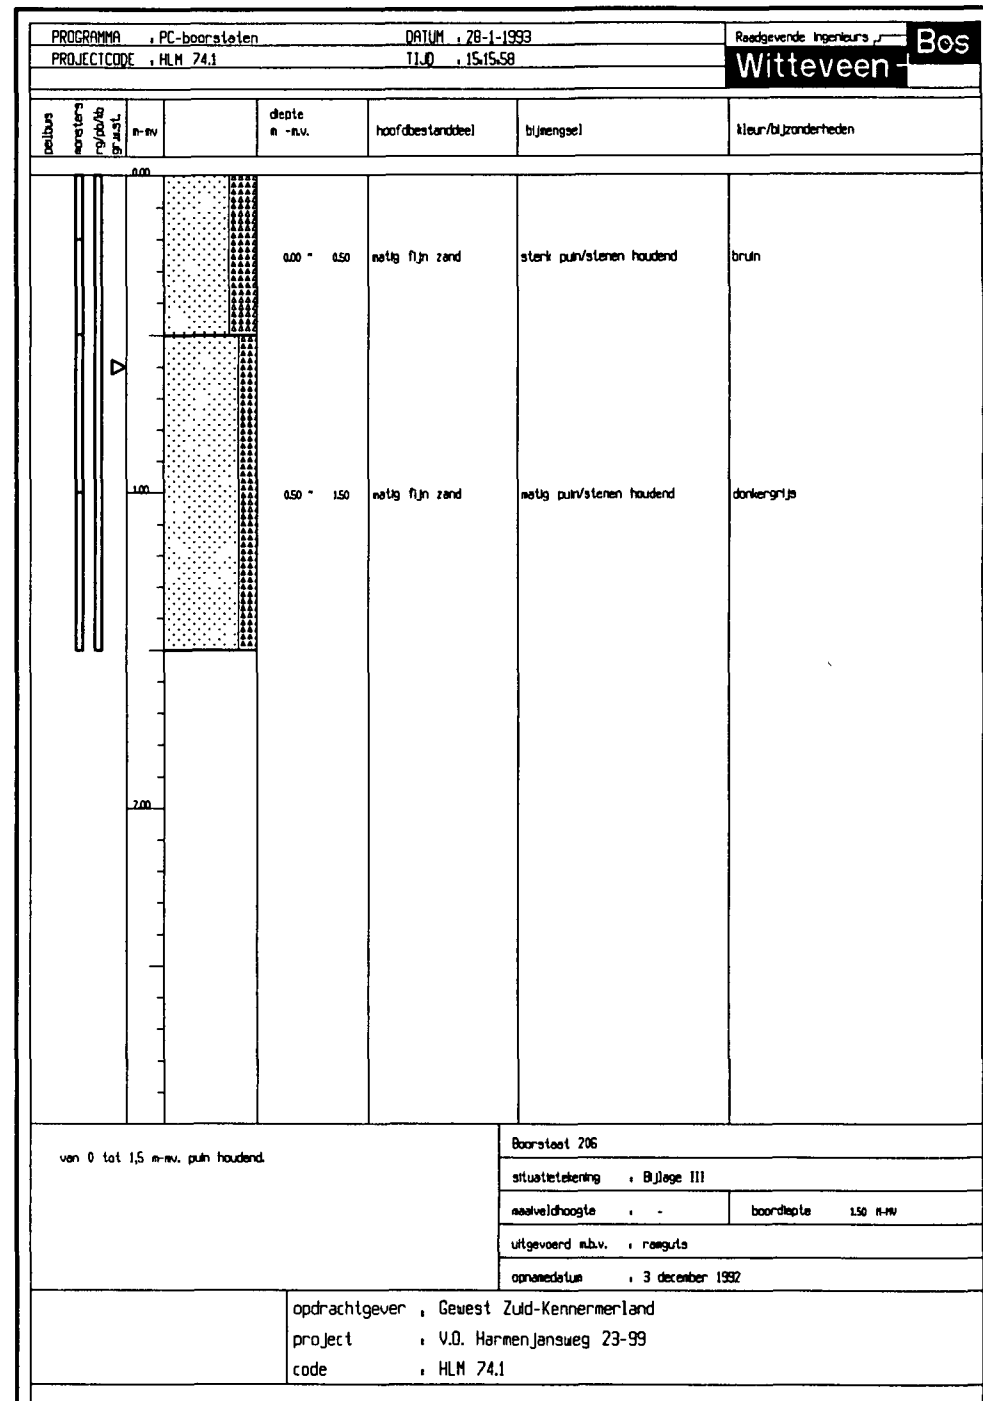 PROGRAMMA : PC-boorstaten DATUM : 28-1-1993
PROJECTCODE : HLM 74.1 TIJD : 15:15:58
Raadgevende Ingenieurs
Witteveen+Bos
peilbuis
monsters
rg/pb/kb
gr.w.st.
m-mv
diepte
m -m.v.
hoofdbestanddeel
bijmengsel
kleur/bijzonderheden
0.00
0.00 - 0.50 matig fijn zand sterk puin/stenen houdend bruin
1.00
0.50 - 1.50 matig fijn zand matig puin/stenen houdend donkergrijs
2.00
van 0 tot 1,5 m-mv. puin houdend.
Boorstaat 206
situatietekening : Bijlage III
maaiveldhoogte : - boordiepte 1.50 M-MV
uitgevoerd m.b.v. : ramguts
opnamedatum : 3 december 1992
opdrachtgever : Gewest Zuid-Kennermerland
project : V.O. Harmenjansweg 23-99
code : HLM 74.1